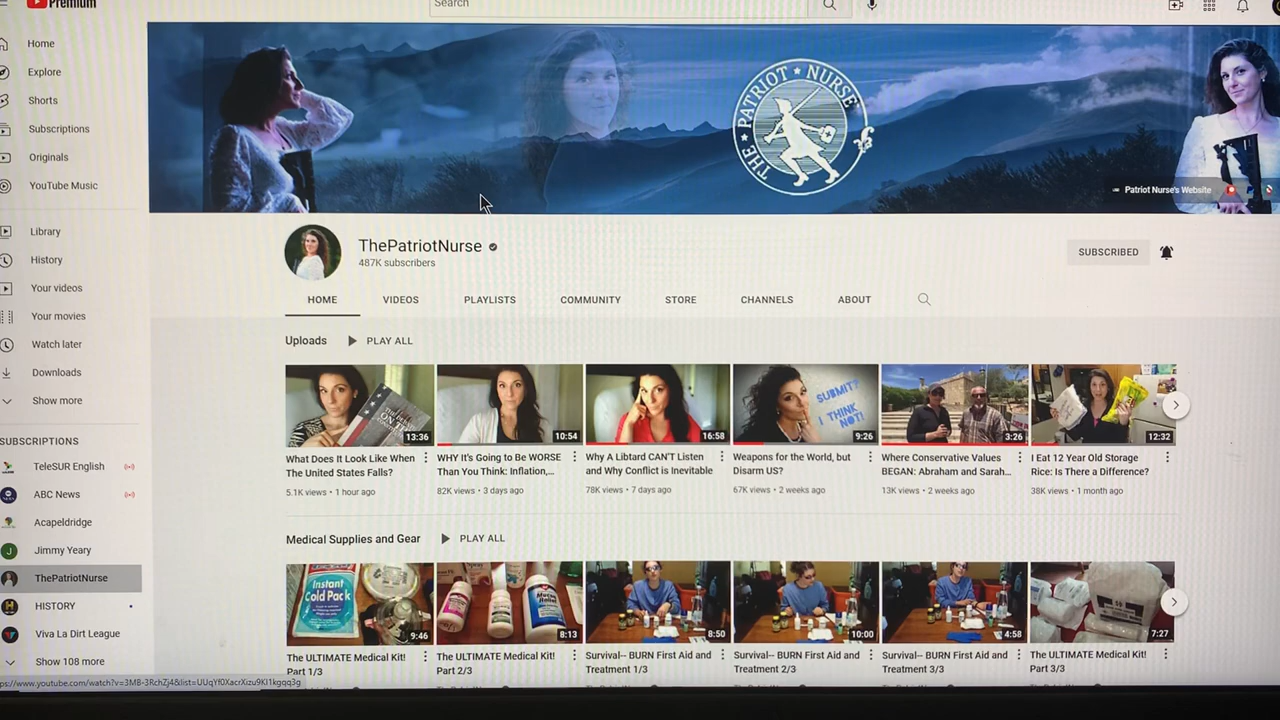 Premium
Search
THE PATRIOT NURSE
Patriot Nurse's Website
Home
Explore
Shorts
Subscriptions
Originals
YouTube Music
Library
History
Your videos
Your movies
Watch later
Downloads
Show more
SUBSCRIPTIONS
TeleSUR English
ABC News
Acapeldridge
J
Jimmy Yeary
ThePatriotNurse
H
HISTORY
Viva La Dirt League
Show 108 more
ThePatriotNurse
487K subscribers
SUBSCRIBED
HOME VIDEOS PLAYLISTS COMMUNITY STORE CHANNELS ABOUT
Uploads PLAY ALL
13:36
What Does It Look Like When
The United States Falls?
5.1K views • 1 hour ago
10:54
WHY It's Going to Be WORSE
Than You Think: Inflation,...
82K views • 3 days ago
16:58
Why A Libtard CAN'T Listen
and Why Conflict is Inevitable
78K views • 7 days ago
SUBMIT?
I THINK
NOT!
9:26
Weapons for the World, but
Disarm US?
67K views • 2 weeks ago
3:26
Where Conservative Values
BEGAN: Abraham and Sarah...
13K views • 2 weeks ago
12:32
I Eat 12 Year Old Storage
Rice: Is There a Difference?
38K views • 1 month ago
Medical Supplies and Gear PLAY ALL
Instant
Cold Pack
9:46
The ULTIMATE Medical Kit!
Part 1/3
Mucus
Relief
8:13
The ULTIMATE Medical Kit!
Part 2/3
8:50
Survival-- BURN First Aid and
Treatment 1/3
10:00
Survival-- BURN First Aid and
Treatment 2/3
4:58
Survival-- BURN First Aid and
Treatment 3/3
7:27
The ULTIMATE Medical Kit!
Part 3/3